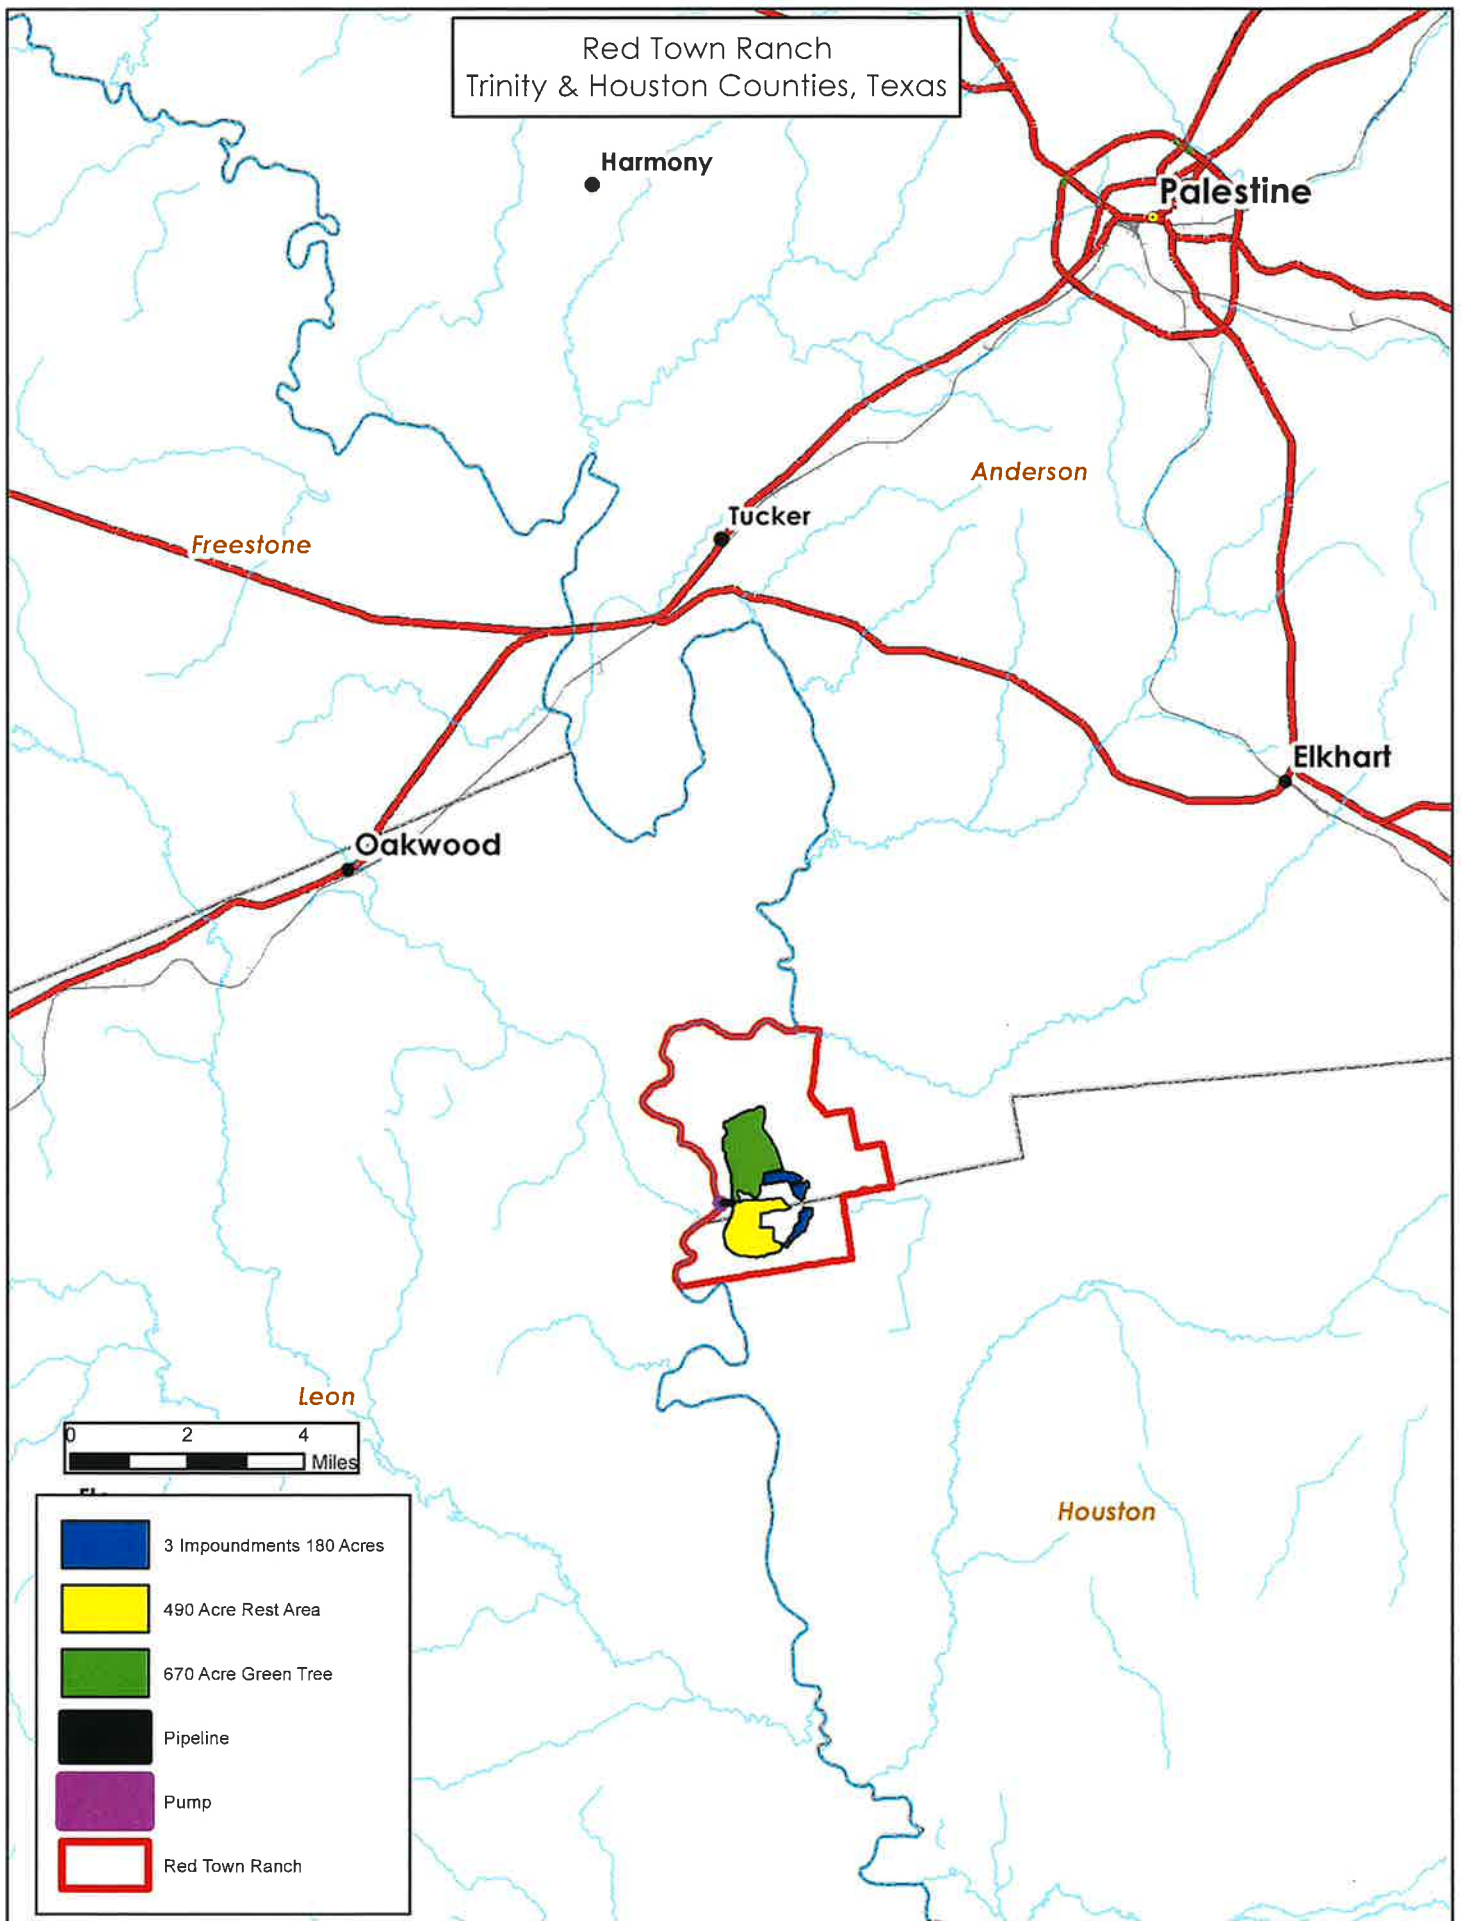 Red Town Ranch
Trinity & Houston Counties, Texas
Harmony
Palestine
Anderson
Tucker
Freestone
Elkhart
Oakwood
Leon
0 2 4
Miles
Houston
3 Impoundments 180 Acres
490 Acre Rest Area
670 Acre Green Tree
Pipeline
Pump
Red Town Ranch